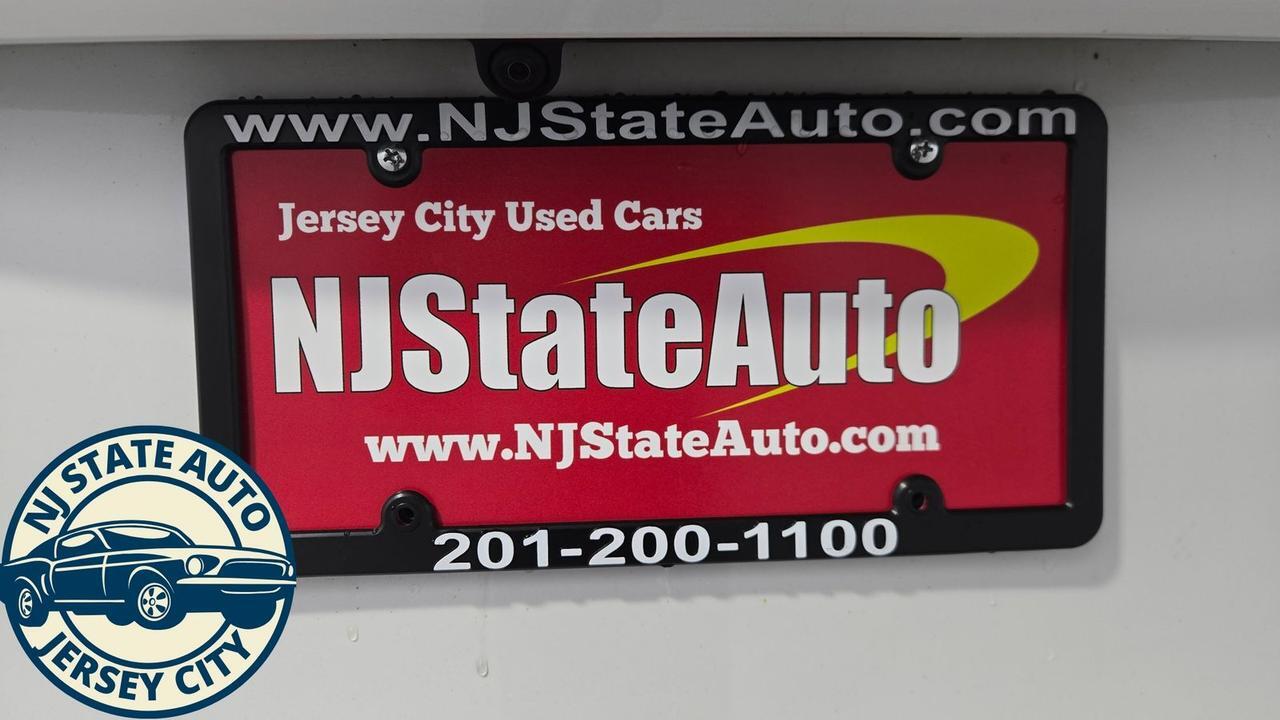 www.NJStateAuto.com
Jersey City Used Cars
NJStateAuto
www.NJStateAuto.com
201-200-1100
NJ STATE AUTO
JERSEY CITY